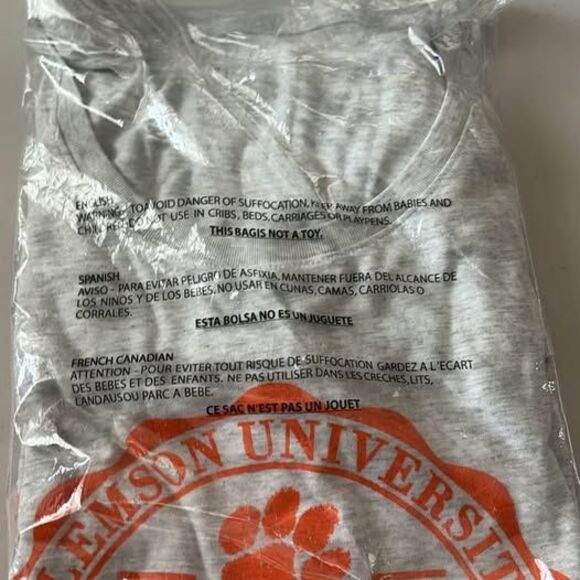 ENGLISH
WARNING - TO AVOID DANGER OF SUFFOCATION, KEEP AWAY FROM BABIES AND
CHILDREN. DO NOT USE IN CRIBS, BEDS, CARRIAGES OR PLAYPENS.
THIS BAG IS NOT A TOY.
SPANISH
AVISO - PARA EVITAR PELIGRO DE ASFIXIA, MANTENER FUERA DEL ALCANCE DE
LOS NINOS Y DE LOS BEBES, NO USAR EN CUNAS, CAMAS, CARRIOLAS O
CORRALES.
ESTA BOLSA NO ES UN JUGUETE
FRENCH CANADIAN
ATTENTION - POUR EVITER TOUT RISQUE DE SUFFOCATION GARDEZ A L'ECART
DES BEBES ET DES ENFANTS. NE PAS UTILISER DANS LES CRECHES, LITS,
LANDAUS OU PARC A BEBE.
CE SAC N'EST PAS UN JOUET
LEMSON UNIVERSIT